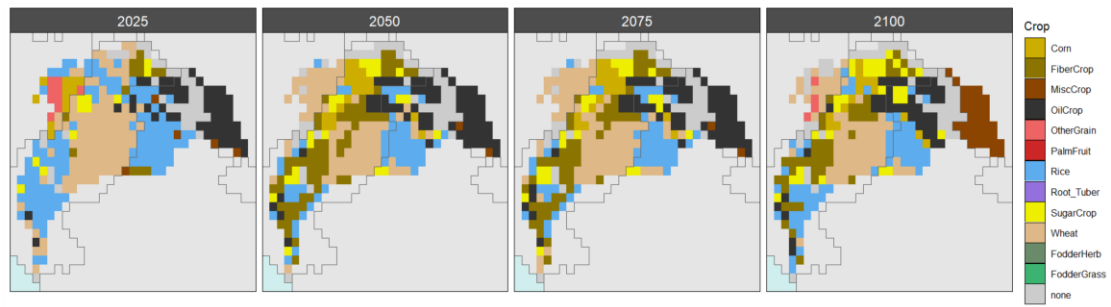 2025
2050
2075
2100
Crop
Corn
FiberCrop
MiscCrop
OilCrop
OtherGrain
PalmFruit
Rice
Root_Tuber
SugarCrop
Wheat
FodderHerb
FodderGrass
none